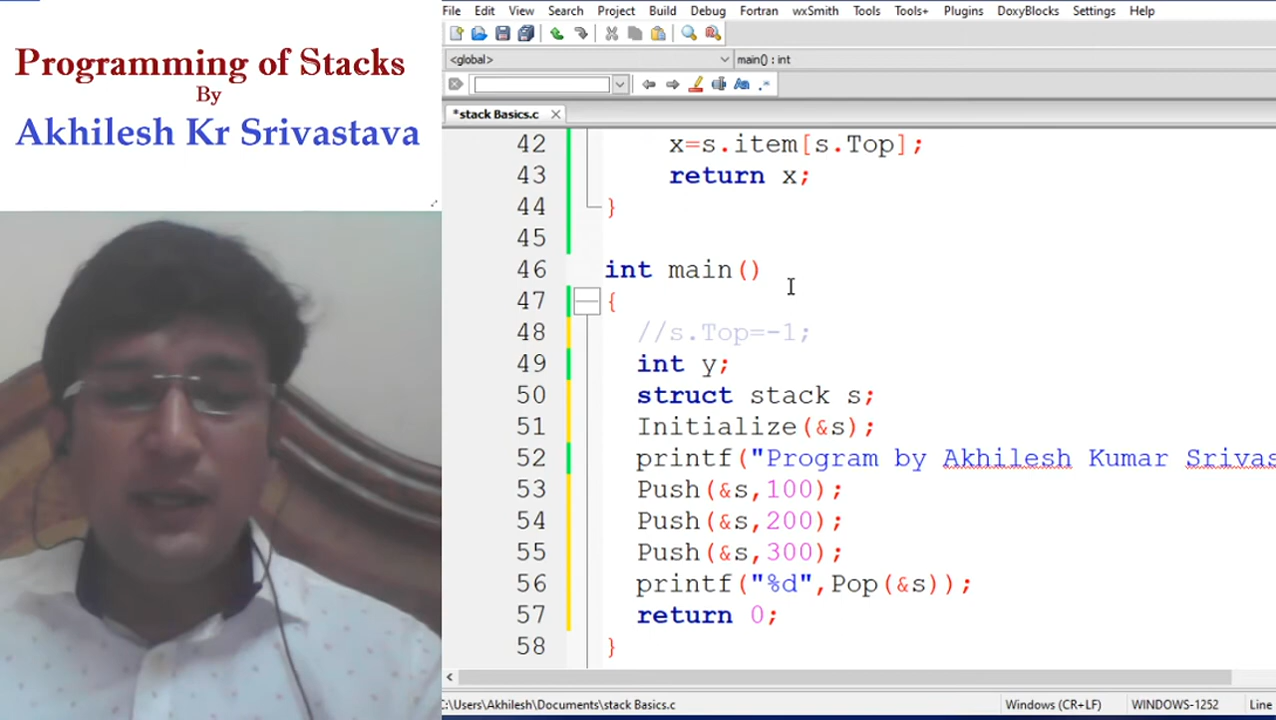 Programming of Stacks
By
Akhilesh Kr Srivastava
File Edit View Search Project Build Debug Fortran wxSmith Tools Tools+ Plugins DoxyBlocks Settings Help
<global> main() : int
*stack Basics.c
42 x=s.item[s.Top];
43 return x;
44 }
45
46 int main()
47 {
48 //s.Top=-1;
49 int y;
50 struct stack s;
51 Initialize(&s);
52 printf("Program by Akhilesh Kumar Srivas
53 Push(&s,100);
54 Push(&s,200);
55 Push(&s,300);
56 printf("%d",Pop(&s));
57 return 0;
58 }
:\Users\Akhilesh\Documents\stack Basics.c Windows (CR+LF) WINDOWS-1252 Line